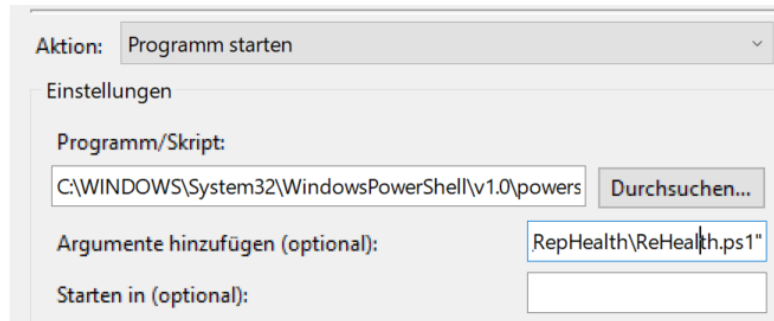 Aktion: Programm starten
Einstellungen
Programm/Skript:
C:\WINDOWS\System32\WindowsPowerShell\v1.0\powers Durchsuchen...
Argumente hinzufügen (optional): RepHealth\ReHealth.ps1"
Starten in (optional):